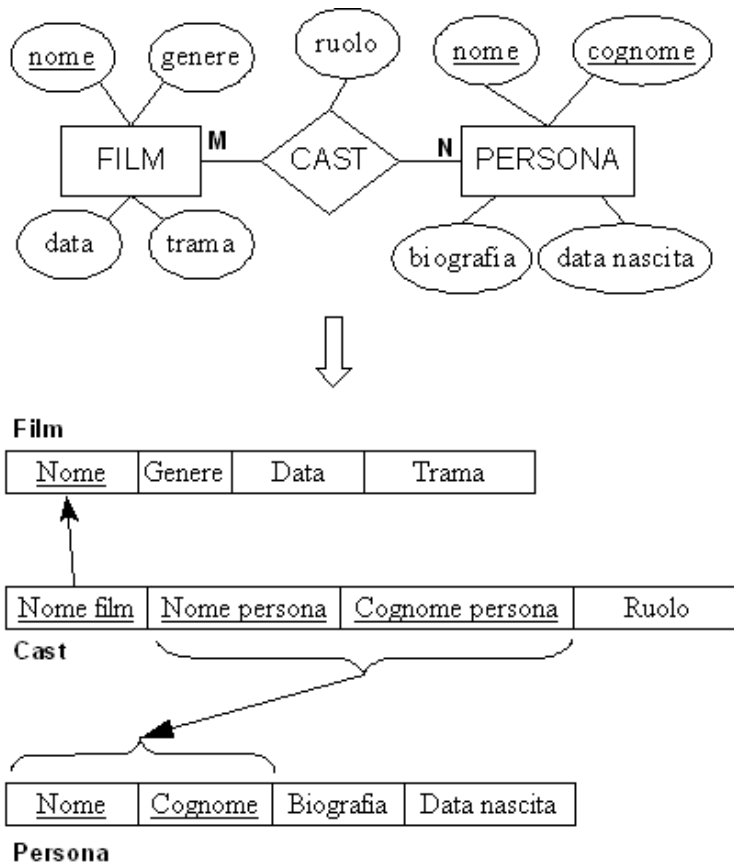 nome genere ruolo nome cognome
FILM M CAST N PERSONA
data trama biografia data nascita
Film
Nome Genere Data Trama
Nome film Nome persona Cognome persona Ruolo
Cast
Nome Cognome Biografia Data nascita
Persona